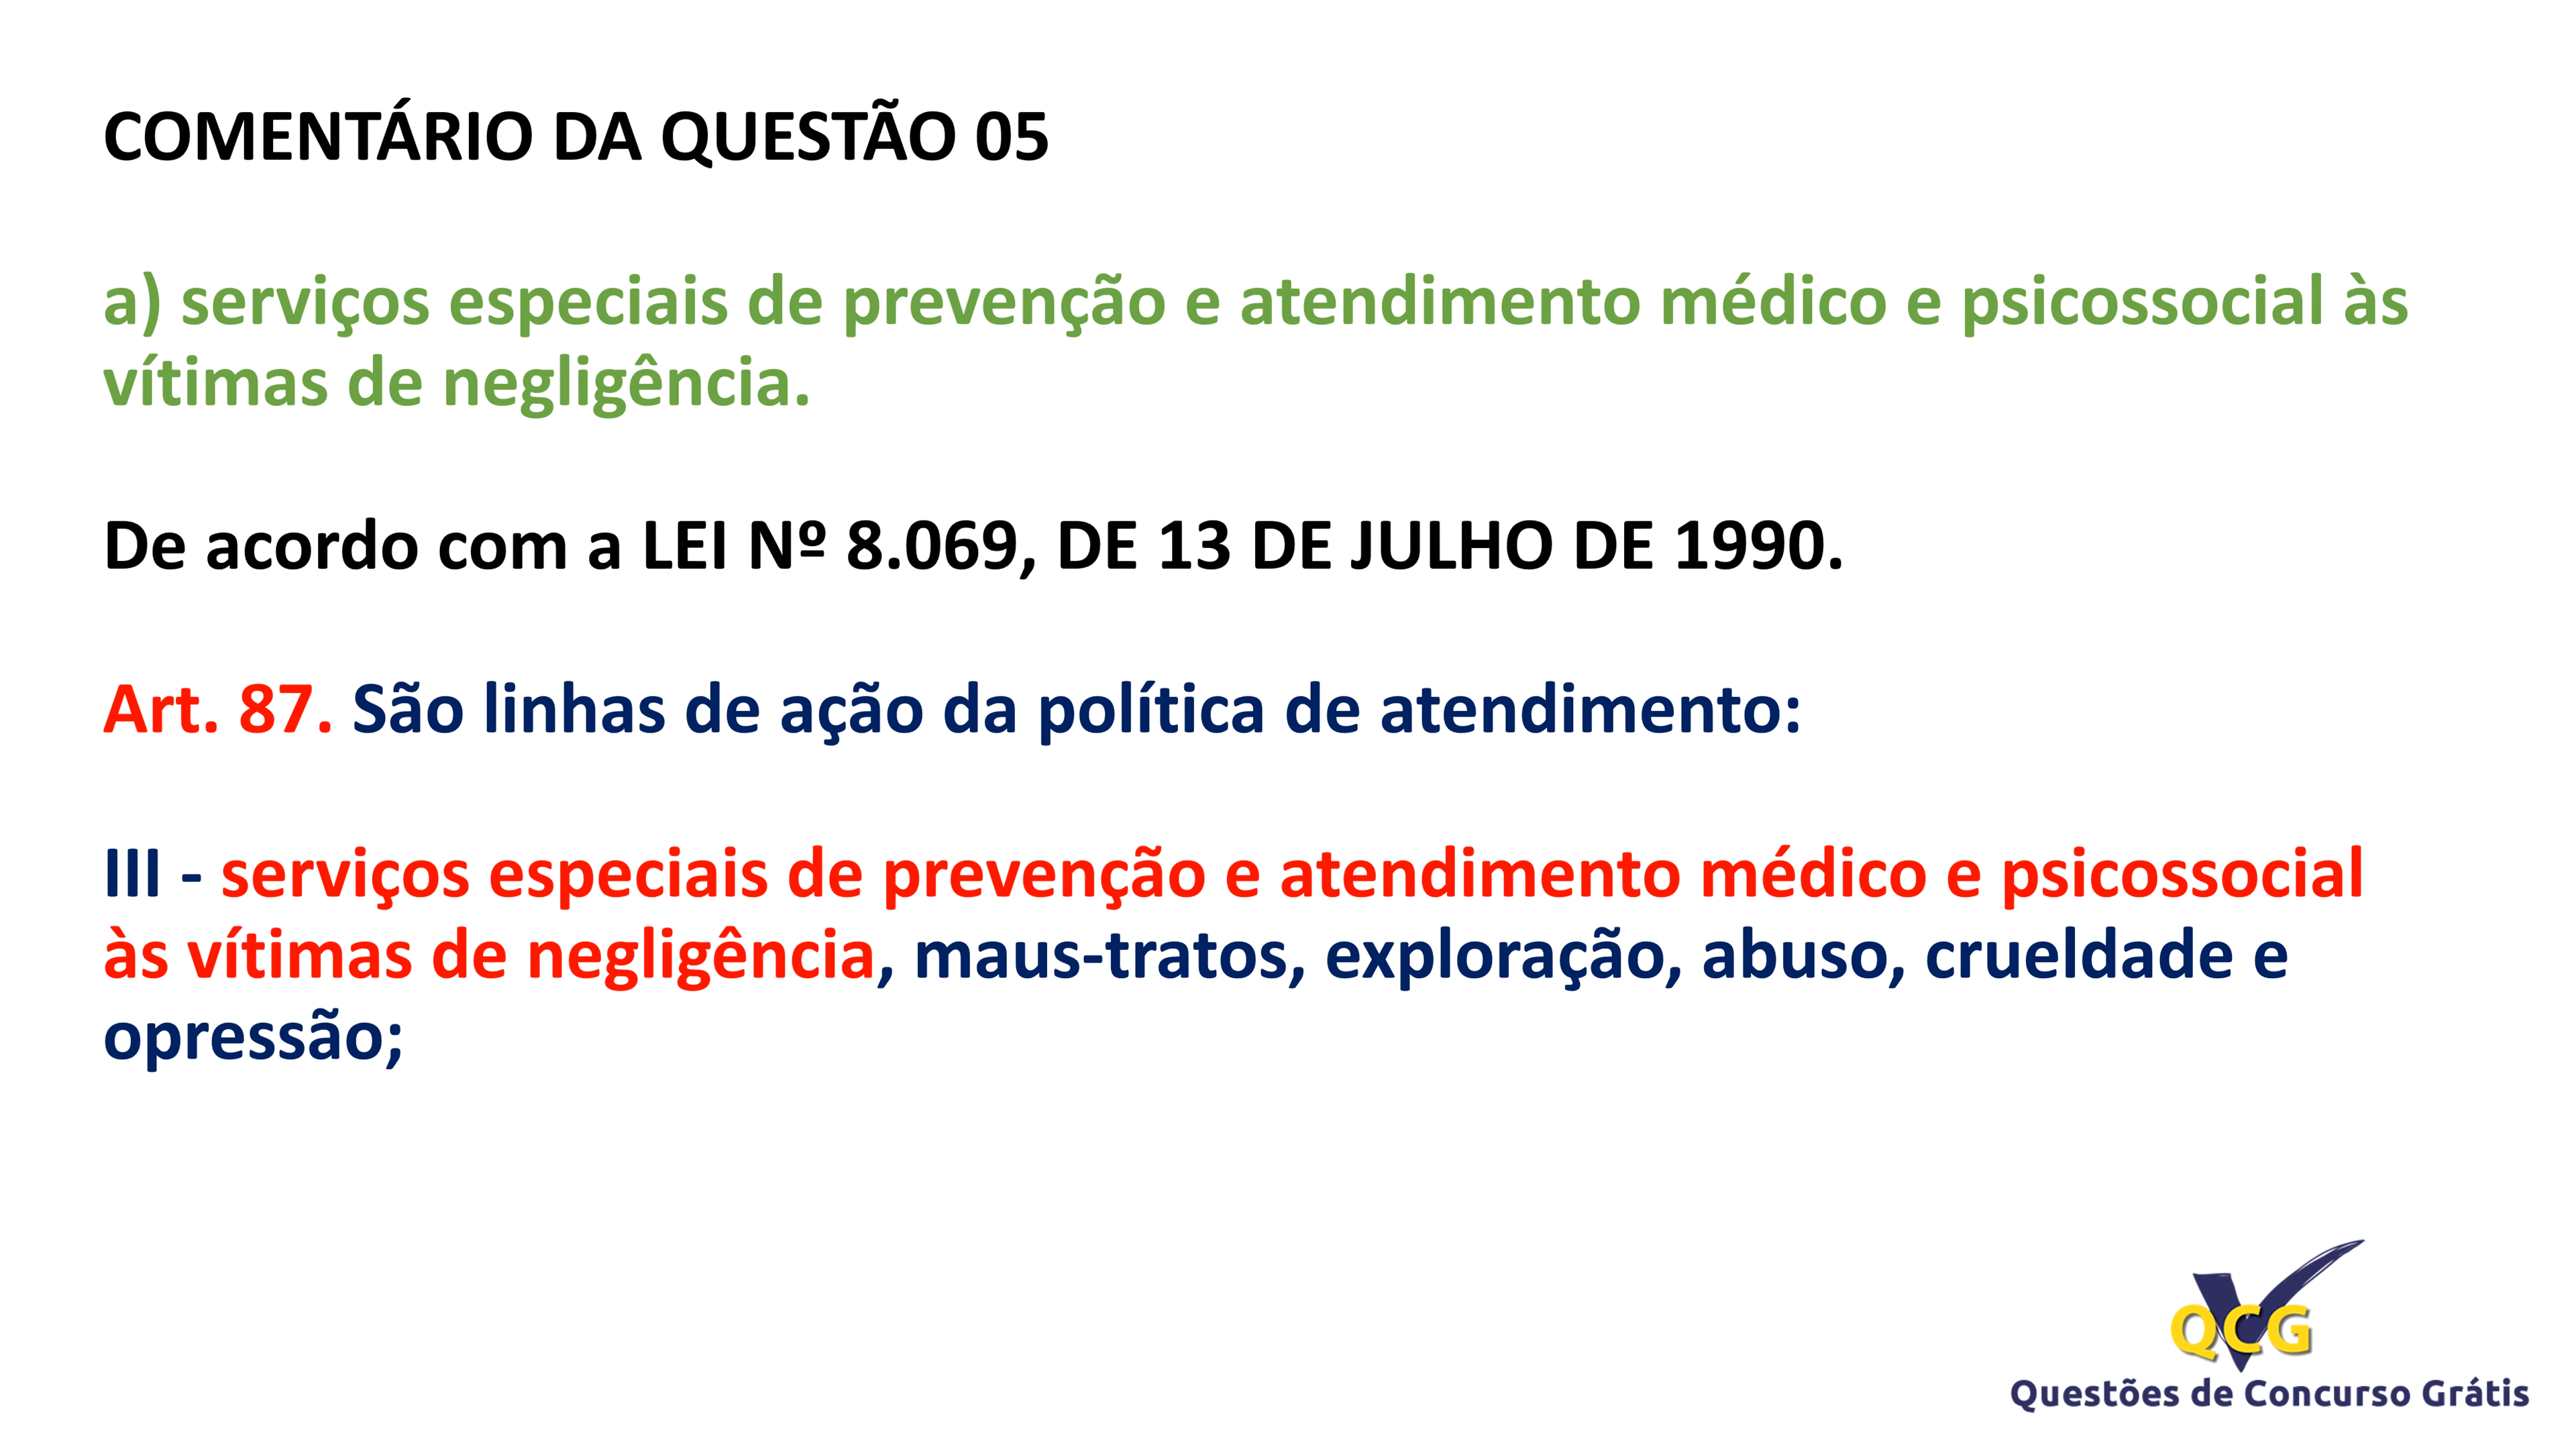 COMENTÁRIO DA QUESTÃO 05
a) serviços especiais de prevenção e atendimento médico e psicossocial às
vítimas de negligência.
De acordo com a LEI Nº 8.069, DE 13 DE JULHO DE 1990.
Art. 87. São linhas de ação da política de atendimento:
III - serviços especiais de prevenção e atendimento médico e psicossocial
às vítimas de negligência, maus-tratos, exploração, abuso, crueldade e
opressão;
QCG
Questões de Concurso Grátis